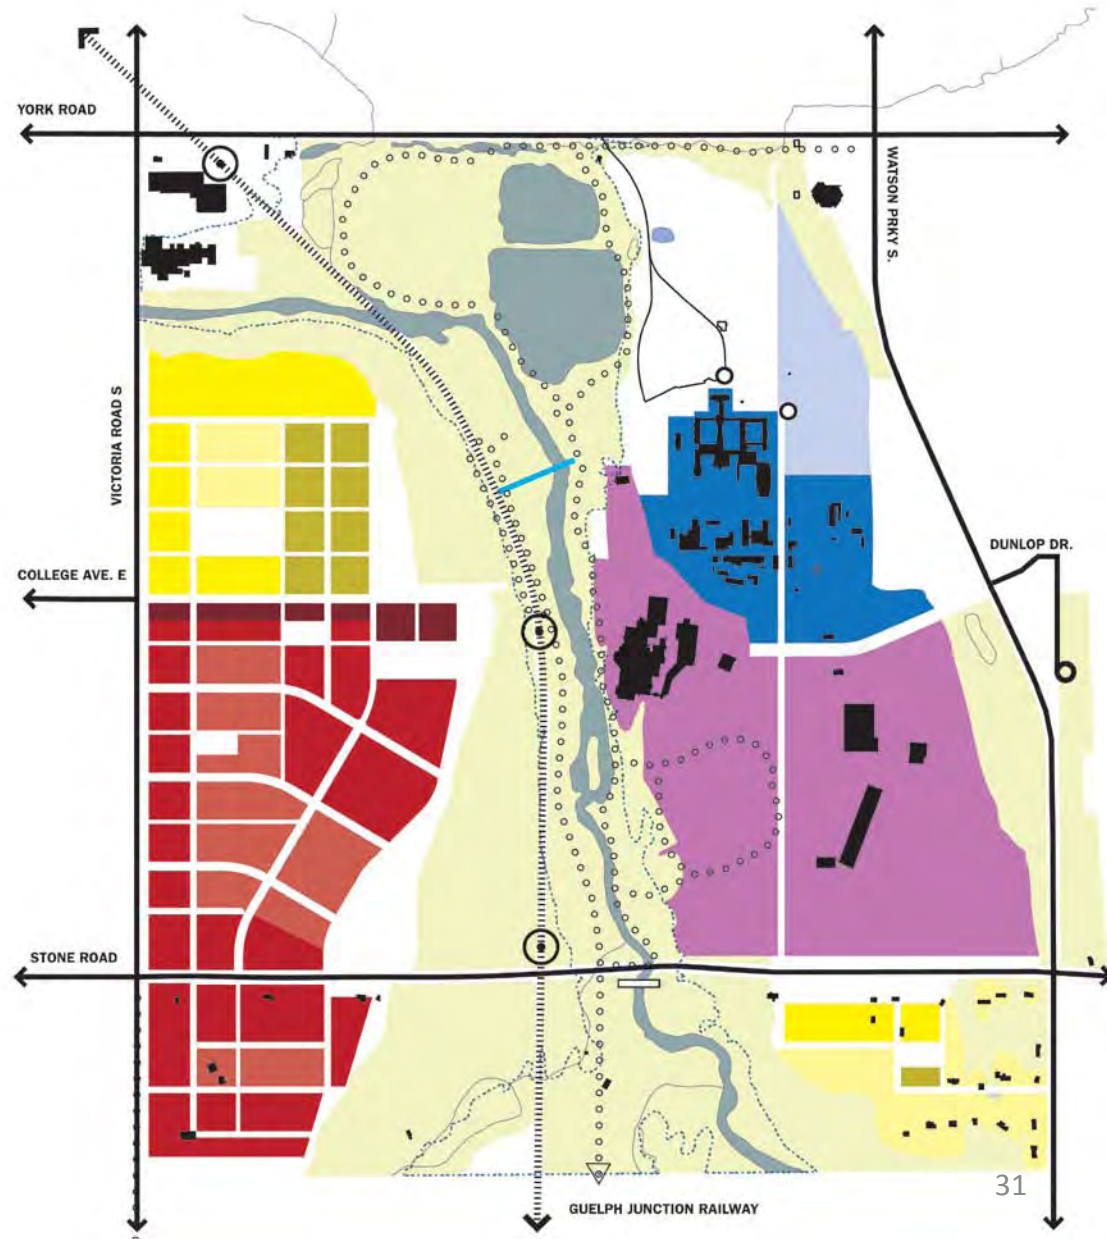 YORK ROAD
WATSON PRKY S.
VICTORIA ROAD S
DUNLOP DR.
COLLEGE AVE. E
STONE ROAD
31
GUELPH JUNCTION RAILWAY